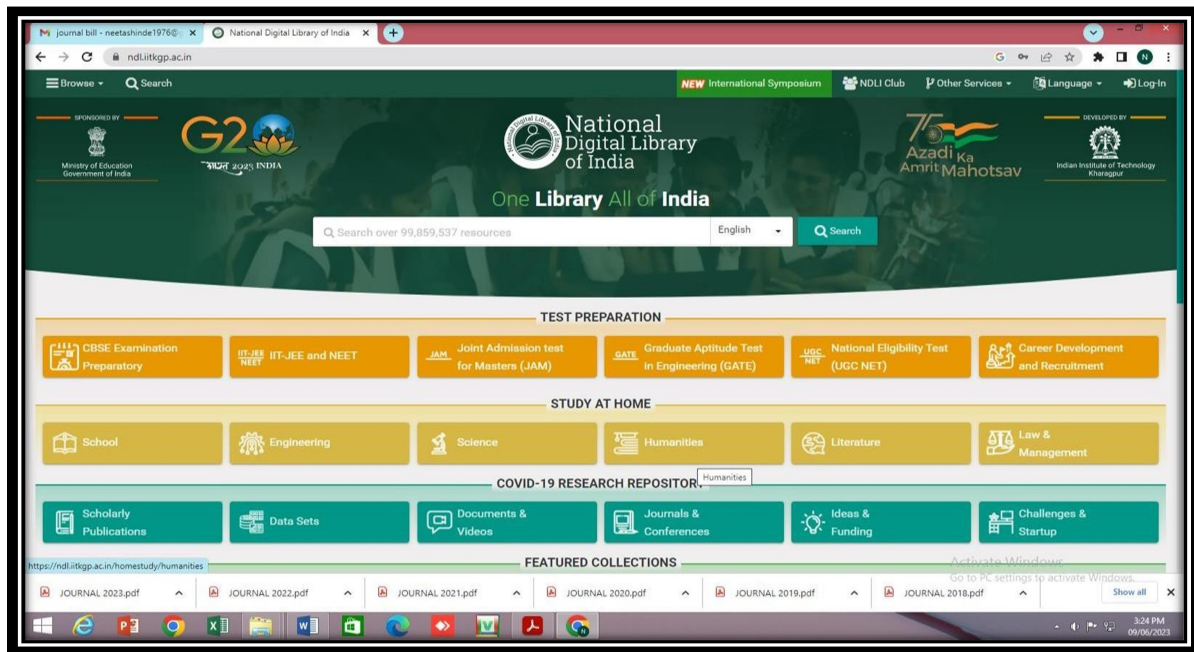 journal bill - neetashinde1976@
National Digital Library of India
ndl.iitkgp.ac.in
Browse
Search
NEW International Symposium
NDLI Club
Other Services
Language
Log-In
SPONSORED BY
Ministry of Education
Government of India
G20
भारत 2023 INDIA
National
Digital Library
of India
75
Azadi Ka
Amrit Mahotsav
DEVELOPED BY
Indian Institute of Technology
Kharagpur
One Library All of India
Search over 99,859,537 resources
English
Search
TEST PREPARATION
CBSE Examination
Preparatory
IIT-JEE
NEET
IIT-JEE and NEET
JAM
Joint Admission test
for Masters (JAM)
GATE
Graduate Aptitude Test
in Engineering (GATE)
UGC
NET
National Eligibility Test
(UGC NET)
Career Development
and Recruitment
STUDY AT HOME
School
Engineering
Science
Humanities
Literature
Law &
Management
Humanities
COVID-19 RESEARCH REPOSITORY
Scholarly
Publications
Data Sets
Documents &
Videos
Journals &
Conferences
Ideas &
Funding
Challenges &
Startup
FEATURED COLLECTIONS
https://ndl.iitkgp.ac.in/homestudy/humanities
Activate Windows
Go to PC settings to activate Windows.
JOURNAL 2023.pdf
JOURNAL 2022.pdf
JOURNAL 2021.pdf
JOURNAL 2020.pdf
JOURNAL 2019.pdf
JOURNAL 2018.pdf
Show all
3:24 PM
09/06/2023